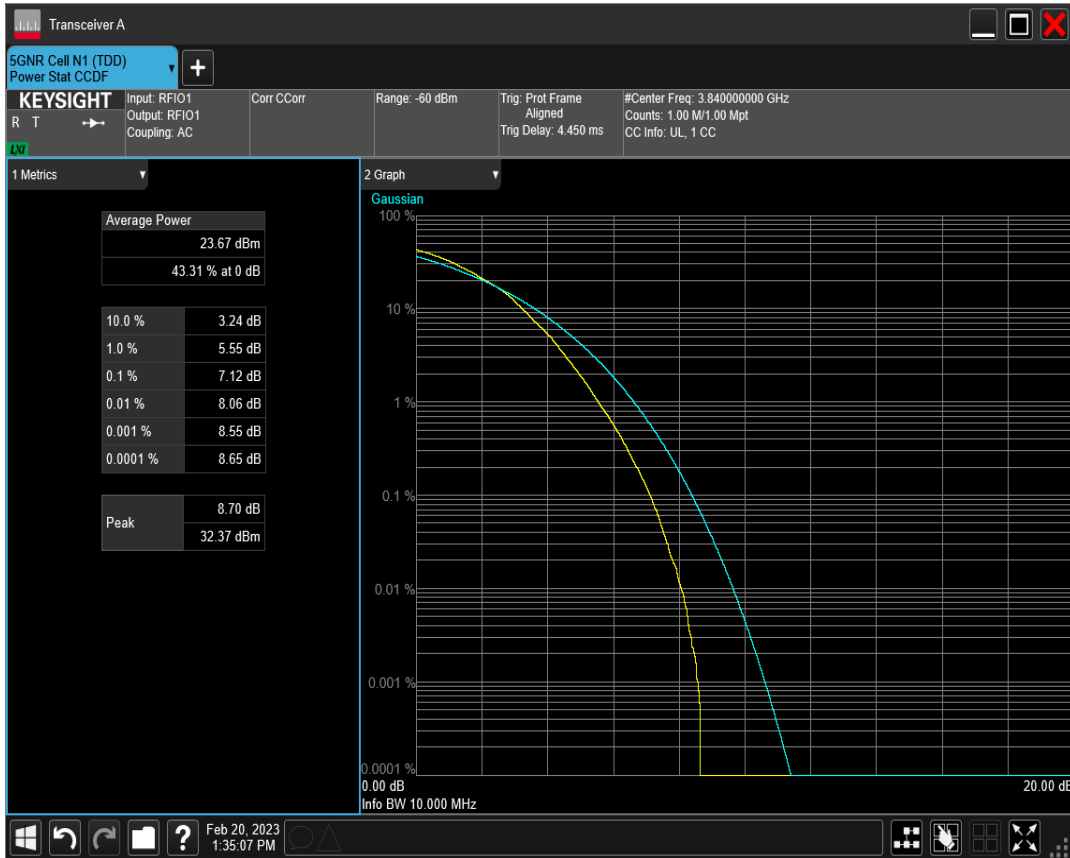 Transceiver A
5GNR Cell N1 (TDD)
Power Stat CCDF
+
KEYSIGHT
R T
LXI
Input: RFIO1
Output: RFIO1
Coupling: AC
Corr CCorr
Range: -60 dBm
Trig: Prot Frame
Aligned
Trig Delay: 4.450 ms
#Center Freq: 3.840000000 GHz
Counts: 1.00 M/1.00 Mpt
CC Info: UL, 1 CC
1 Metrics
Average Power
23.67 dBm
43.31 % at 0 dB
10.0 % 3.24 dB
1.0 % 5.55 dB
0.1 % 7.12 dB
0.01 % 8.06 dB
0.001 % 8.55 dB
0.0001 % 8.65 dB
Peak
8.70 dB
32.37 dBm
2 Graph
Gaussian
100 %
10 %
1 %
0.1 %
0.01 %
0.001 %
0.0001 %
0.00 dB 20.00 dB
Info BW 10.000 MHz
?
Feb 20, 2023
1:35:07 PM